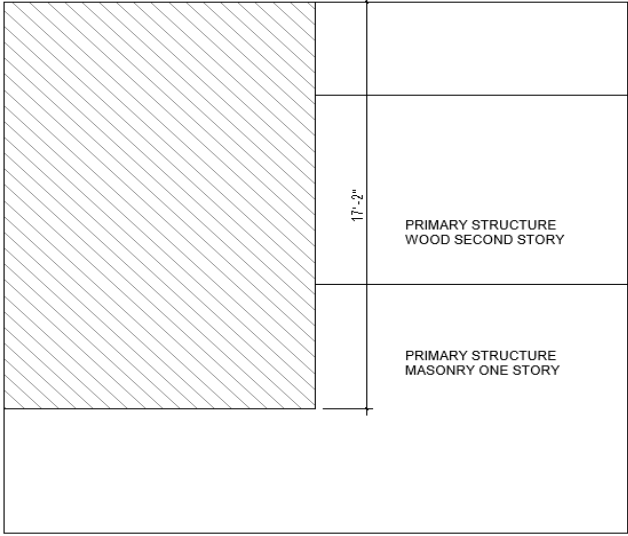 17'-2"
PRIMARY STRUCTURE
WOOD SECOND STORY
PRIMARY STRUCTURE
MASONRY ONE STORY